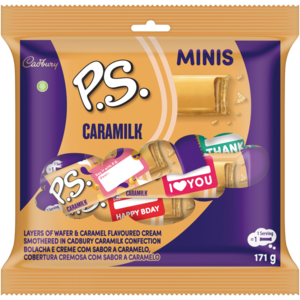 Cadbury
P.S.
MINIS
CARAMILK
THANK
P.S.
CARAMILK
I ♥ YOU
CARAMILK
HAPPY BDAY
LAYERS OF WAFER & CARAMEL FLAVOURED CREAM
SMOTHERED IN CADBURY CARAMILK CONFECTION
BOLACHA E CREME COM SABOR A CARAMELO,
COBERTURA CREMOSA COM SABOR A CARAMELO
1 Serving
=1
171 g